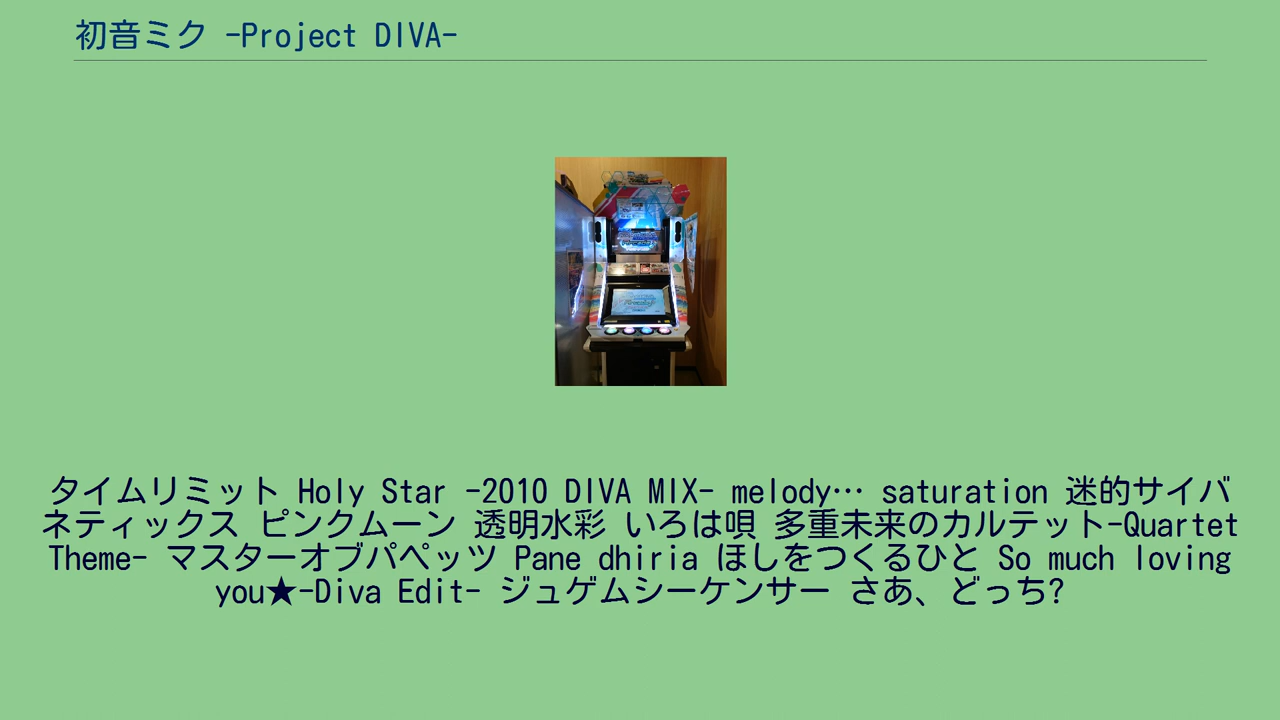 初音ミク -Project DIVA-
タイムリミット Holy Star -2010 DIVA MIX- melody… saturation 迷的サイバ
ネティックス ピンクムーン 透明水彩 いろは唄 多重未来のカルテット-Quartet
Theme- マスターオブパペッツ Pane dhiria ほしをつくるひと So much loving
you★-Diva Edit- ジュゲムシーケンサー さあ、どっち?